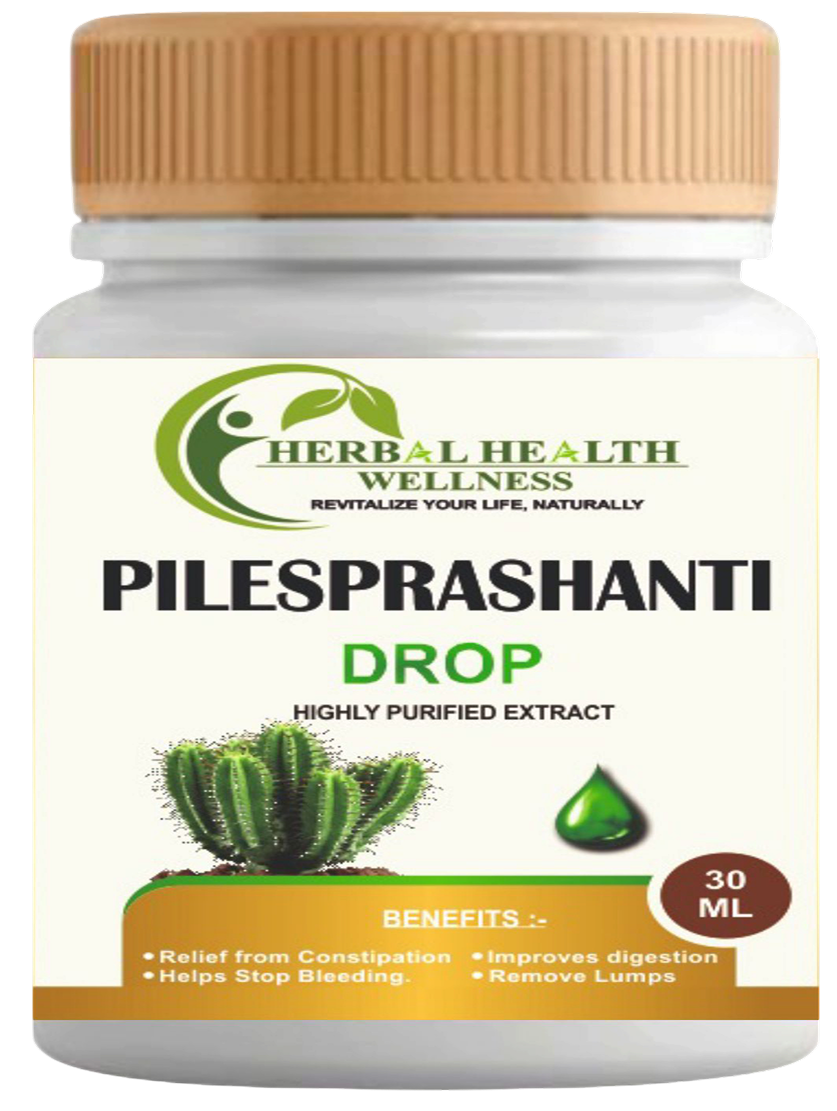 HERBAL HEALTH
WELLNESS
REVITALIZE YOUR LIFE, NATURALLY
PILESPRASHANTI
DROP
HIGHLY PURIFIED EXTRACT
30
ML
BENEFITS :-
•Relief from Constipation •Improves digestion
•Helps Stop Bleeding. •Remove Lumps